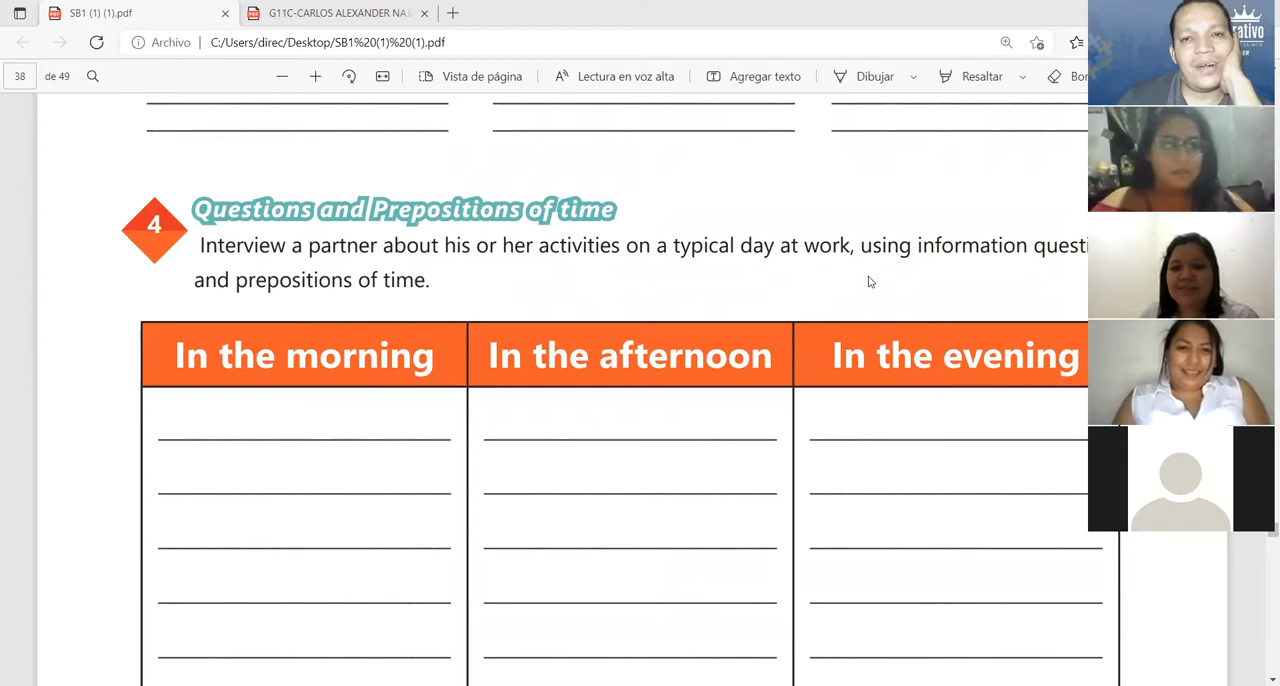 SB1 (1) (1).pdf
G11C-CARLOS ALEXANDER NAJ
Archivo C:/Users/direc/Desktop/SB1%20(1)%20(1).pdf
38 de 49
Vista de página
Lectura en voz alta
Agregar texto
Dibujar
Resaltar
Bor
rativo
4
Questions and Prepositions of time
Interview a partner about his or her activities on a typical day at work, using information questi
and prepositions of time.
In the morning
In the afternoon
In the evening